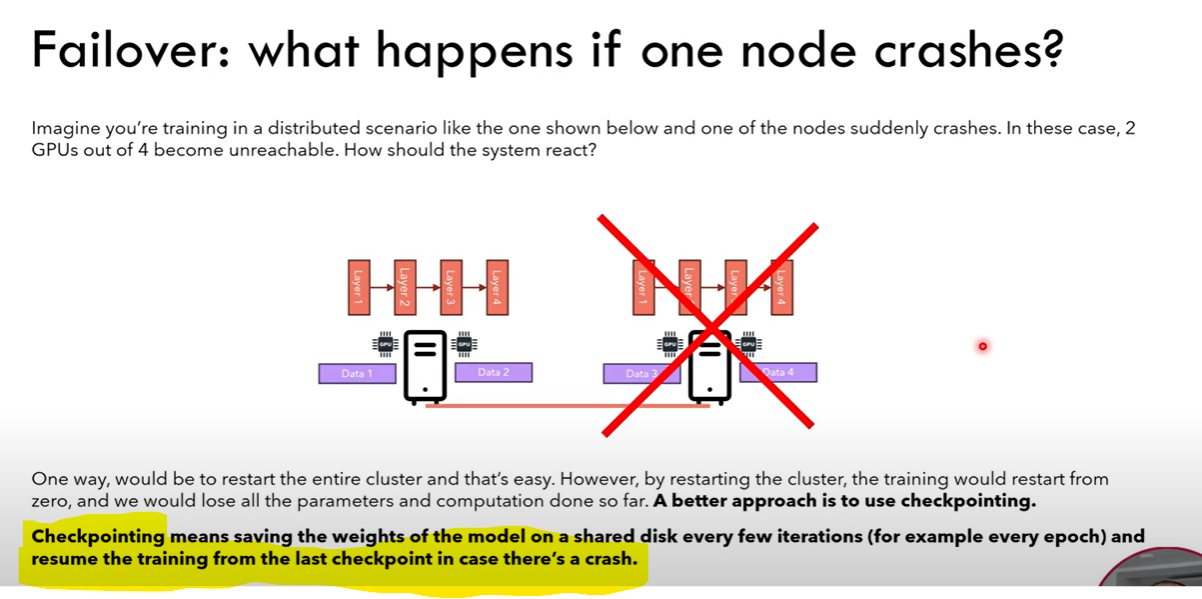 Failover: what happens if one node crashes?
Imagine you're training in a distributed scenario like the one shown below and one of the nodes suddenly crashes. In these case, 2
GPUs out of 4 become unreachable. How should the system react?
Layer 1
Layer 2
Layer 3
Layer 4
Layer 1
Layer
Layer
Layer 4
GPU
GPU
GPU
GPU
Data 1
Data 2
Data 3
Data 4
One way, would be to restart the entire cluster and that's easy. However, by restarting the cluster, the training would restart from
zero, and we would lose all the parameters and computation done so far. A better approach is to use checkpointing.
Checkpointing means saving the weights of the model on a shared disk every few iterations (for example every epoch) and
resume the training from the last checkpoint in case there's a crash.